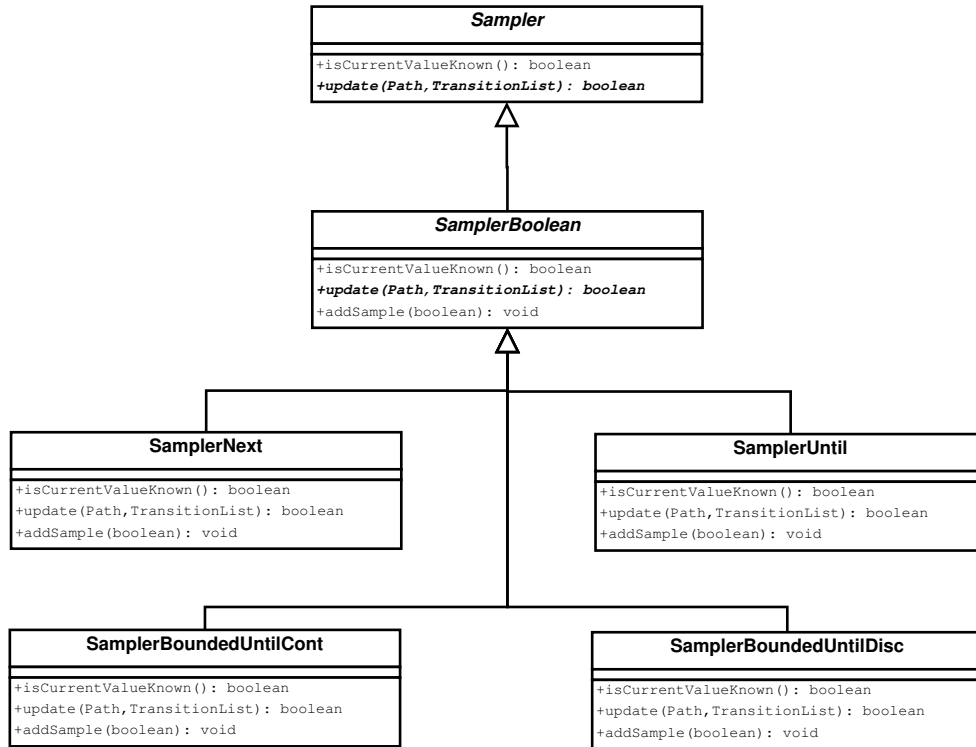 Sampler
+isCurrentValueKnown(): boolean
+update(Path,TransitionList): boolean
SamplerBoolean
+isCurrentValueKnown(): boolean
+update(Path,TransitionList): boolean
+addSample(boolean): void
SamplerNext
+isCurrentValueKnown(): boolean
+update(Path,TransitionList): boolean
+addSample(boolean): void
SamplerUntil
+isCurrentValueKnown(): boolean
+update(Path,TransitionList): boolean
+addSample(boolean): void
SamplerBoundedUntilCont
+isCurrentValueKnown(): boolean
+update(Path,TransitionList): boolean
+addSample(boolean): void
SamplerBoundedUntilDisc
+isCurrentValueKnown(): boolean
+update(Path,TransitionList): boolean
+addSample(boolean): void